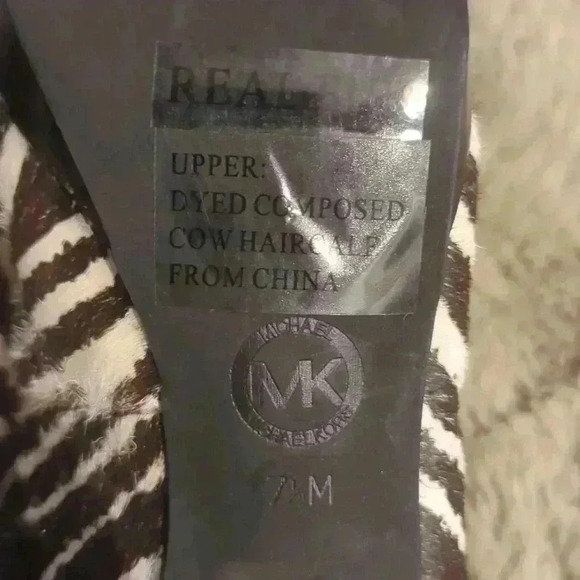 REAL
UPPER:
DYED COMPOSED
COW HAIRCALF
FROM CHINA
MICHAEL
MK
MICHAEL KORS
7½M